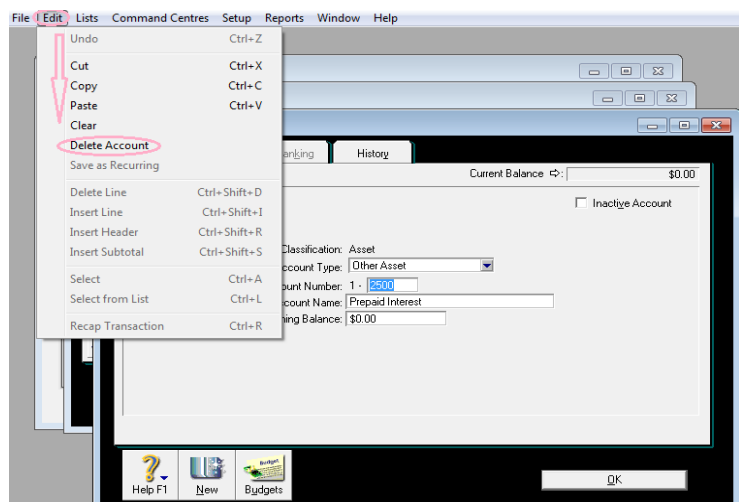 File Edit Lists Command Centres Setup Reports Window Help
Undo Ctrl+Z
Cut Ctrl+X
Copy Ctrl+C
Paste Ctrl+V
Clear
Delete Account
Save as Recurring
Delete Line Ctrl+Shift+D
Insert Line Ctrl+Shift+I
Insert Header Ctrl+Shift+R
Insert Subtotal Ctrl+Shift+S
Select Ctrl+A
Select from List Ctrl+L
Recap Transaction Ctrl+R
anking History
Current Balance ⇨: $0.00
Inactive Account
Classification: Asset
ccount Type: Other Asset
ount Number: 1 - 2500
ccount Name: Prepaid Interest
ning Balance: $0.00
Help F1 New Budgets
Budget
OK